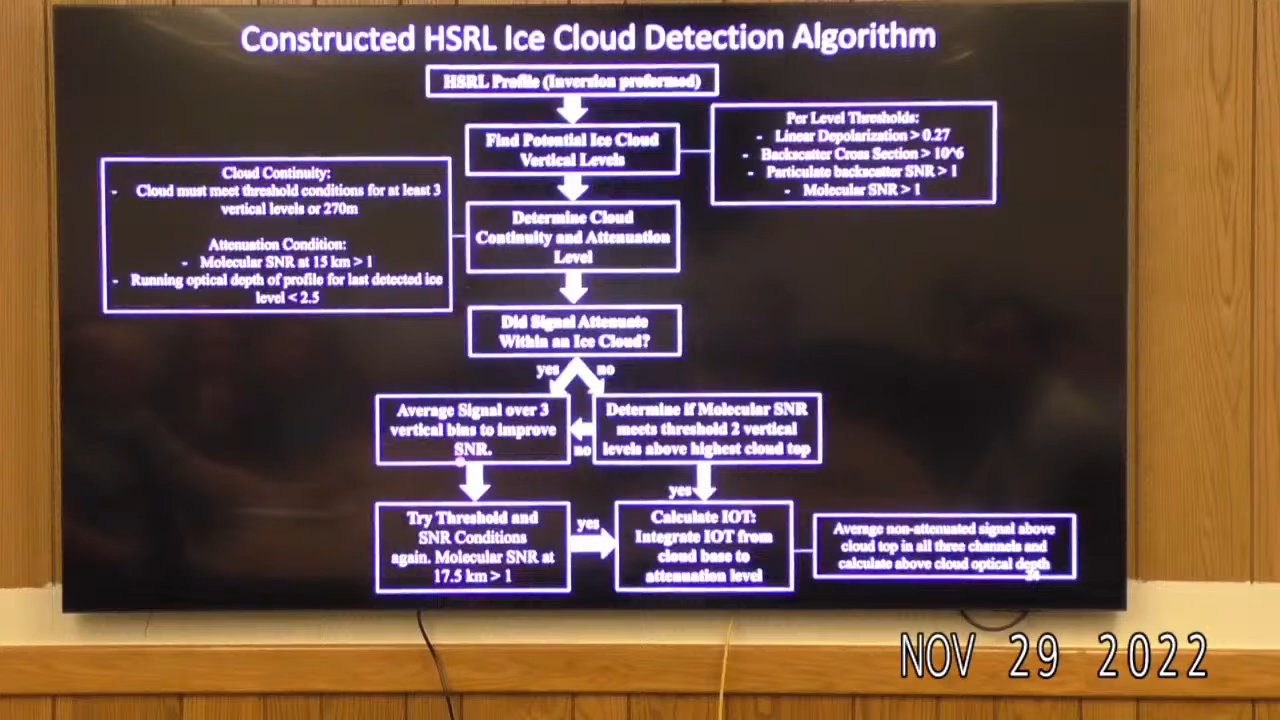 Constructed HSRL Ice Cloud Detection Algorithm
HSRL Profile (Inversion preformed)
Find Potential Ice Cloud
Vertical Levels
Per Level Thresholds:
- Linear Depolarization > 0.27
- Backscatter Cross Section > 10^6
- Particulate backscatter SNR > 1
- Molecular SNR > 1
Cloud Continuity:
- Cloud must meet threshold conditions for at least 3
vertical levels or 270m
Attenuation Condition:
- Molecular SNR at 15 km > 1
- Running optical depth of profile for last detected ice
level < 2.5
Determine Cloud
Continuity and Attenuation
Level
Did Signal Attenuate
Within an Ice Cloud?
yes
no
Average Signal over 3
vertical bins to improve
SNR.
no
Determine if Molecular SNR
meets threshold 2 vertical
levels above highest cloud top
yes
Try Threshold and
SNR Conditions
again. Molecular SNR at
17.5 km > 1
yes
Calculate IOT:
Integrate IOT from
cloud base to
attenuation level
Average non-attenuated signal above
cloud top in all three channels and
calculate above cloud optical depth
NOV 29 2022